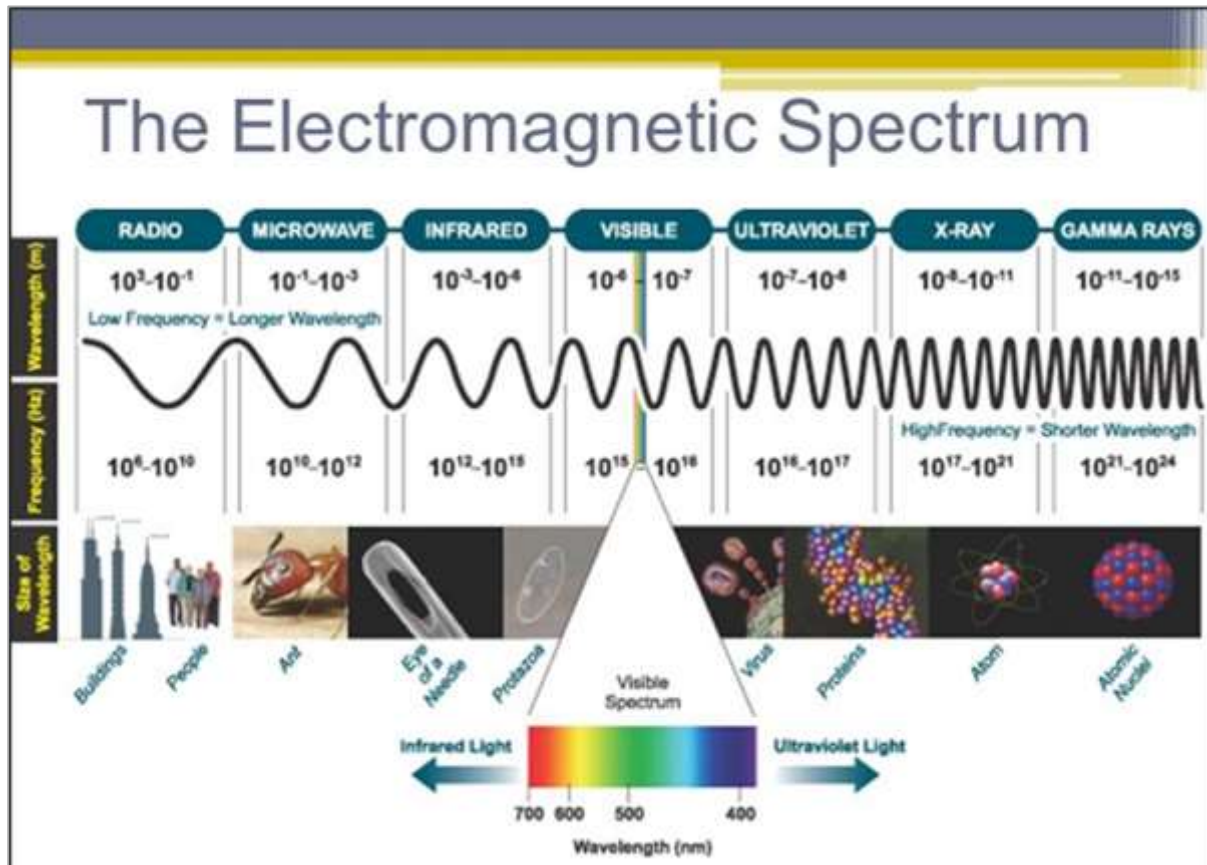 The Electromagnetic Spectrum
RADIO MICROWAVE INFRARED VISIBLE ULTRAVIOLET X-RAY GAMMA RAYS
Wavelength (m)
10³-10⁻¹ 10⁻¹-10⁻³ 10⁻³-10⁻⁶ 10⁻⁶ - 10⁻⁷ 10⁻⁷-10⁻⁸ 10⁻⁸-10⁻¹¹ 10⁻¹¹-10⁻¹⁵
Low Frequency = Longer Wavelength
Frequency (Hz)
HighFrequency = Shorter Wavelength
10⁶-10¹⁰ 10¹⁰-10¹² 10¹²-10¹⁵ 10¹⁵ - 10¹⁶ 10¹⁶-10¹⁷ 10¹⁷-10²¹ 10²¹-10²⁴
Size of
Wavelength
Buildings People Ant Eye of a Needle Protazoa Virus Proteins Atom Atomic Nuclei
Visible
Spectrum
Infrared Light Ultraviolet Light
700 600 500 400
Wavelength (nm)